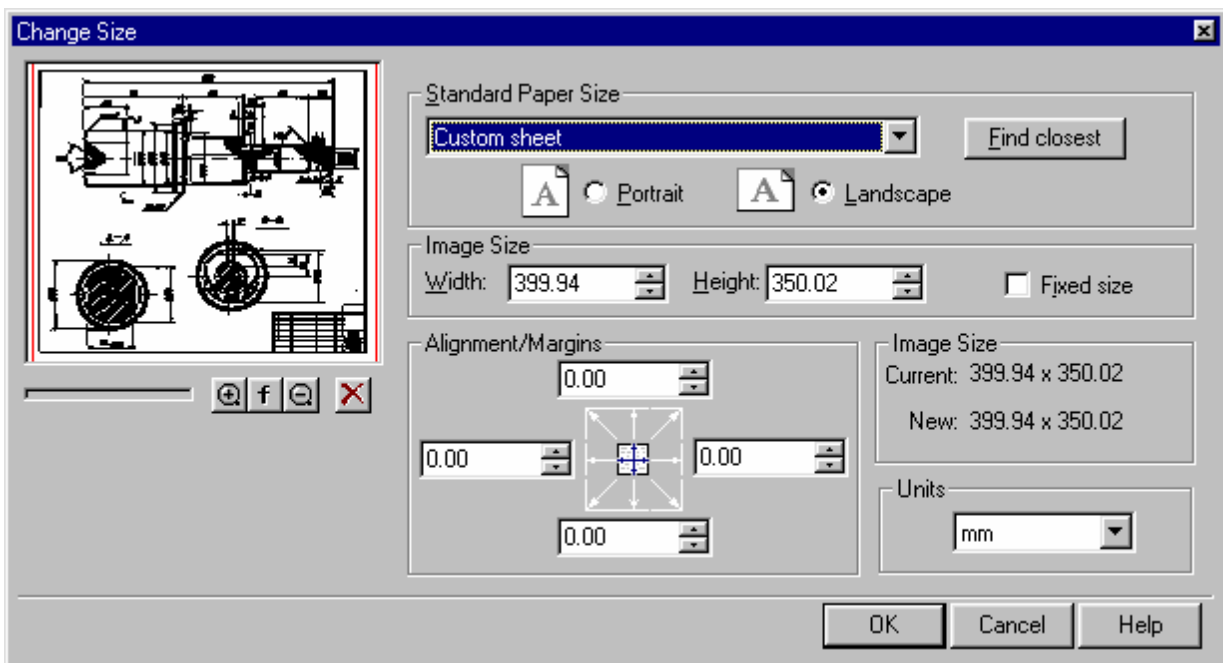 Change Size
Standard Paper Size
Custom sheet
Find closest
A Portrait A Landscape
Image Size
Width: 399.94 Height: 350.02 Fixed size
Alignment/Margins
0.00
0.00 0.00
0.00
Image Size
Current: 399.94 x 350.02
New: 399.94 x 350.02
Units
mm
f
OK Cancel Help